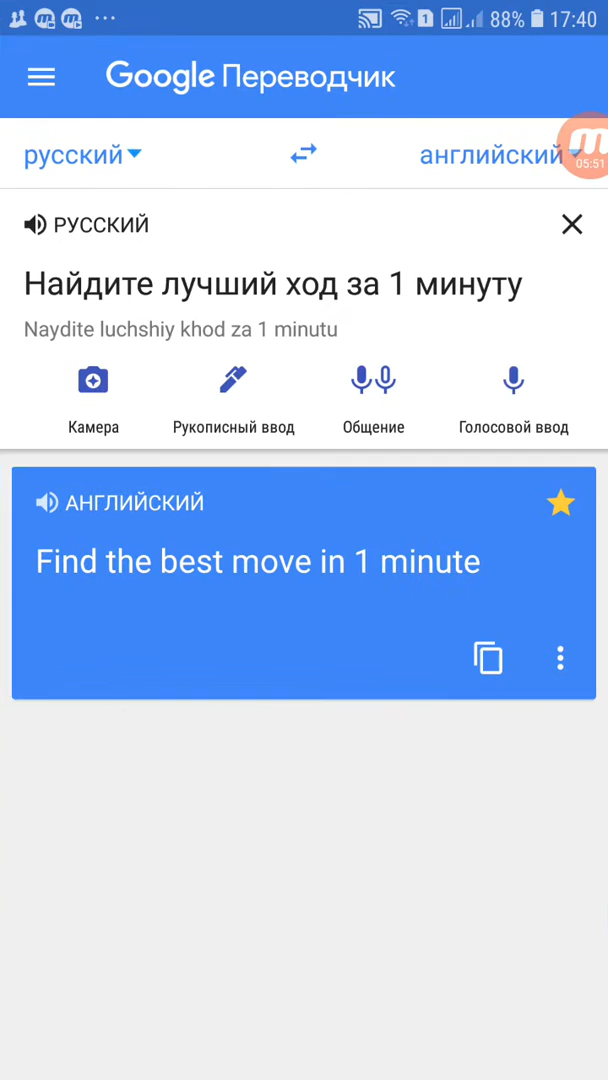 1 88% 17:40
Google Переводчик
русский английский
05:51
РУССКИЙ
Найдите лучший ход за 1 минуту
Naydite luchshiy khod za 1 minutu
Камера Рукописный ввод Общение Голосовой ввод
АНГЛИЙСКИЙ
Find the best move in 1 minute